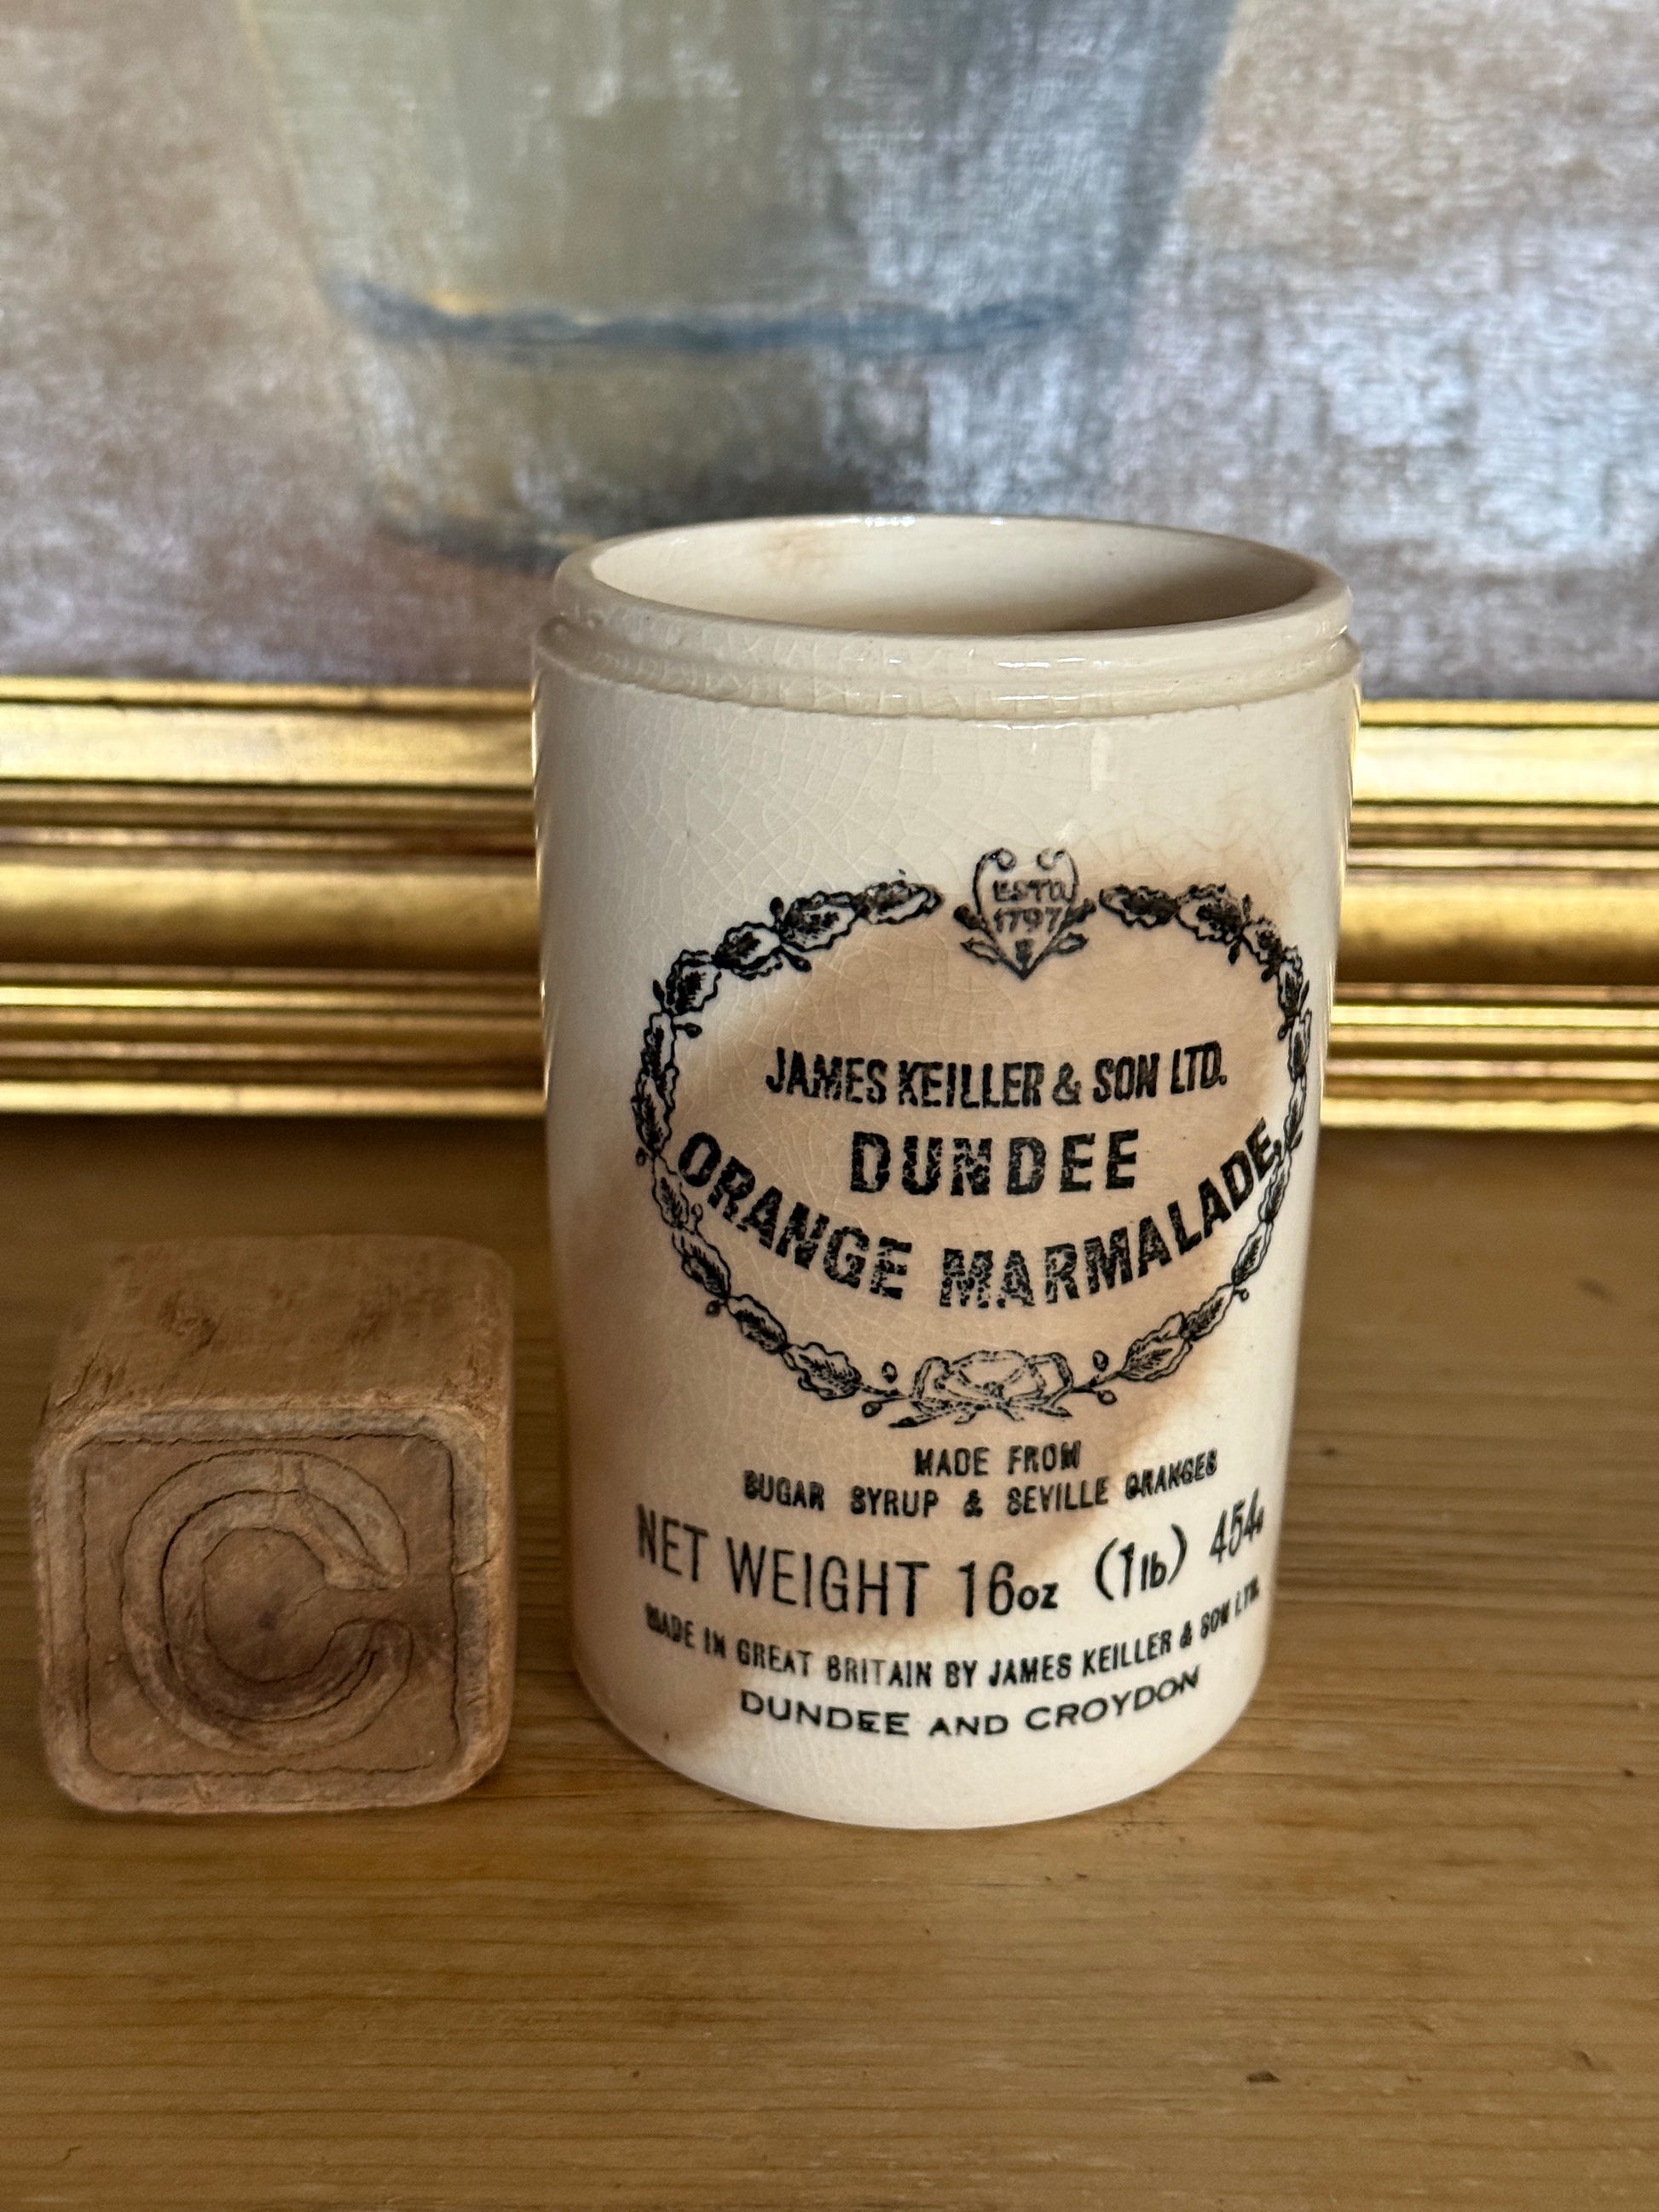 C
ESTD
1797
JAMES KEILLER & SON LTD.
DUNDEE
ORANGE MARMALADE,
MADE FROM
SUGAR SYRUP & SEVILLE ORANGES
NET WEIGHT 16oz (1lb) 454g
MADE IN GREAT BRITAIN BY JAMES KEILLER & SON LTD.
DUNDEE AND CROYDON